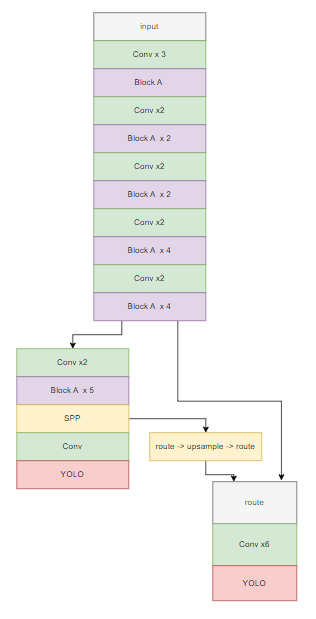 input
Conv x 3
Block A
Conv x2
Block A  x 2
Conv x2
Block A  x 2
Conv x2
Block A  x 4
Conv x2
Block A  x 4
Conv x2
Block A  x 5
SPP
Conv
YOLO
route -> upsample -> route
route
Conv x6
YOLO